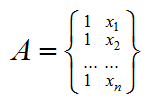 A = { 1 x₁
1 x₂
... ...
1 xₙ }